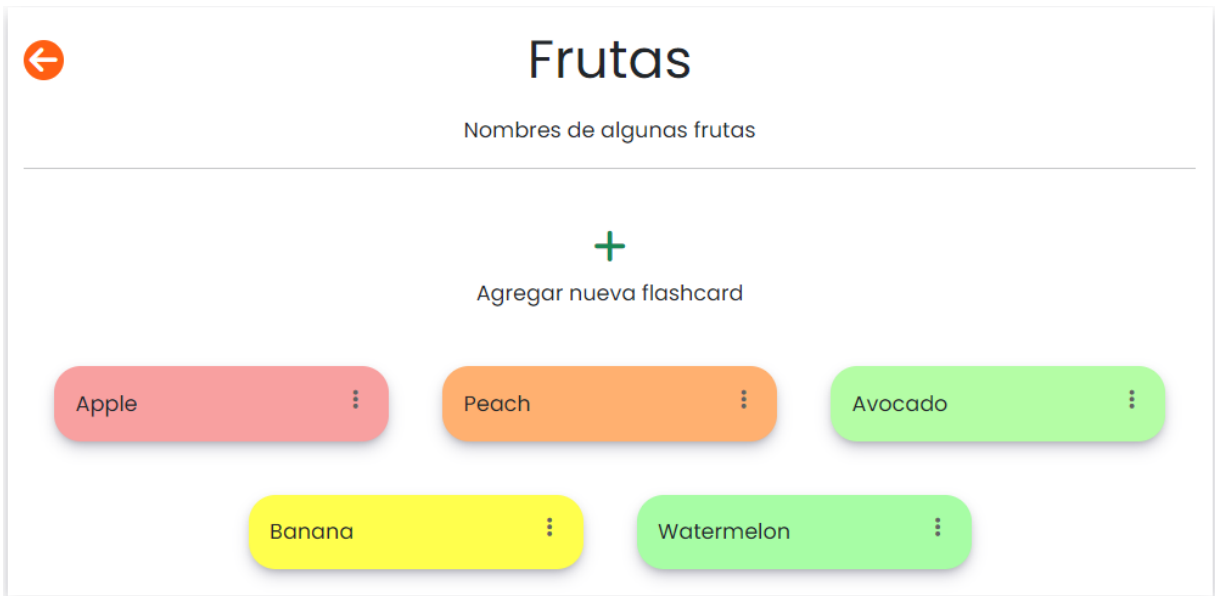 Frutas
Nombres de algunas frutas
Agregar nueva flashcard
Apple
Peach
Avocado
Banana
Watermelon